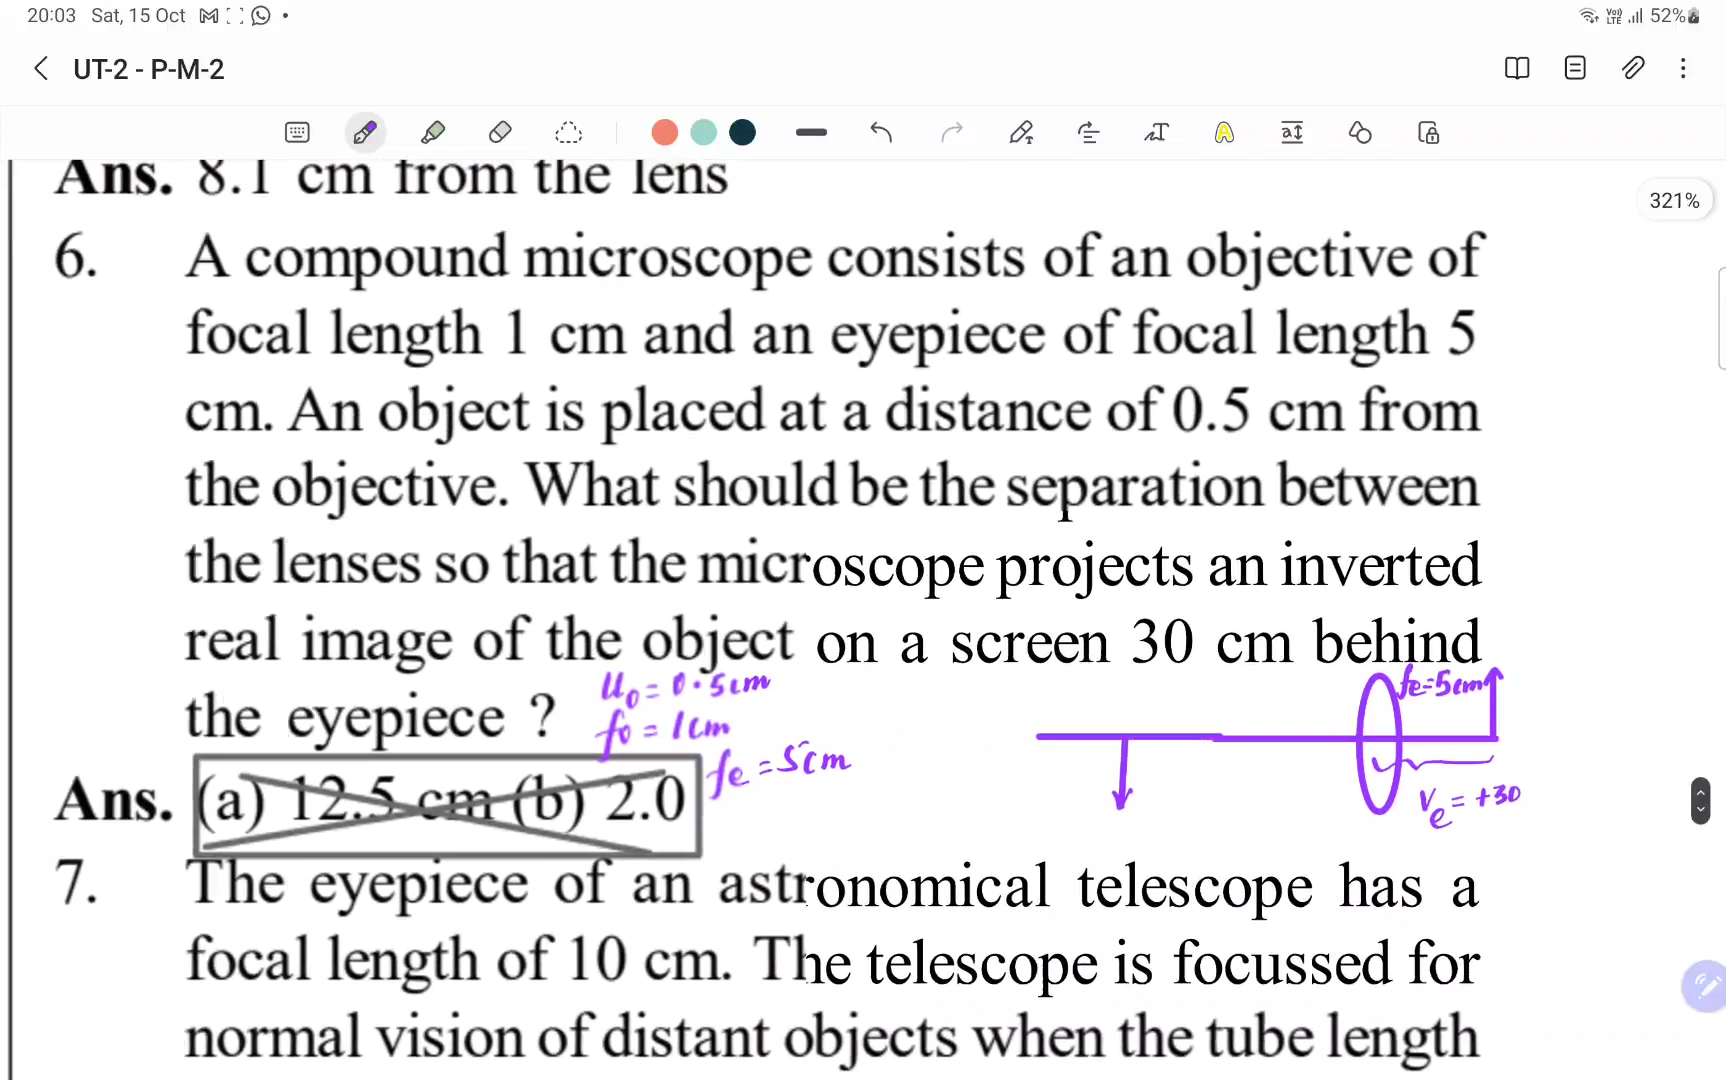 20:03 Sat, 15 Oct
52%
UT-2 - P-M-2
321%
Ans. 8.1 cm from the lens
6. A compound microscope consists of an objective of
focal length 1 cm and an eyepiece of focal length 5
cm. An object is placed at a distance of 0.5 cm from
the objective. What should be the separation between
the lenses so that the microscope projects an inverted
real image of the object on a screen 30 cm behind
the eyepiece ?
u₀ = 0.5cm
f₀ = 1cm
fe = 5cm
fe = 5cm
Ve = +30
Ans. (a) 12.5 cm (b) 2.0
7. The eyepiece of an astronomical telescope has a
focal length of 10 cm. The telescope is focussed for
normal vision of distant objects when the tube length